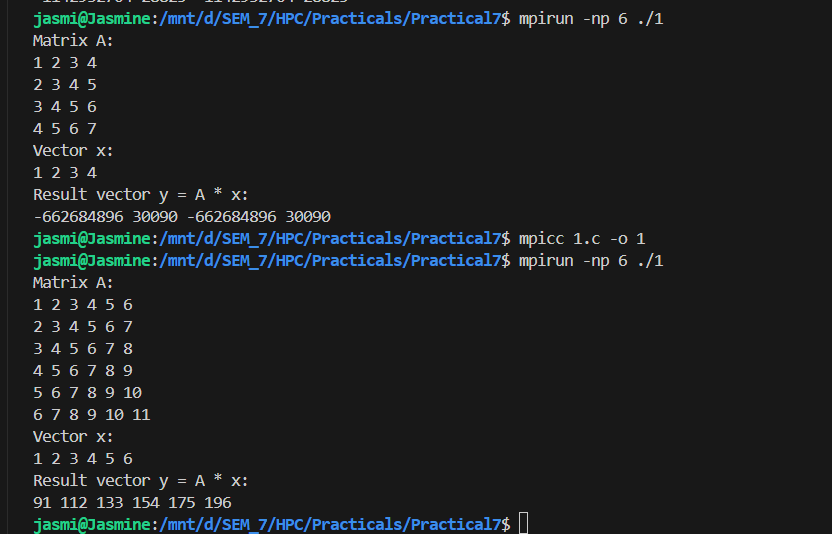 jasmi@Jasmine:/mnt/d/SEM_7/HPC/Practicals/Practical7$ mpirun -np 6 ./1
Matrix A:
1 2 3 4
2 3 4 5
3 4 5 6
4 5 6 7
Vector x:
1 2 3 4
Result vector y = A * x:
-662684896 30090 -662684896 30090
jasmi@Jasmine:/mnt/d/SEM_7/HPC/Practicals/Practical7$ mpicc 1.c -o 1
jasmi@Jasmine:/mnt/d/SEM_7/HPC/Practicals/Practical7$ mpirun -np 6 ./1
Matrix A:
1 2 3 4 5 6
2 3 4 5 6 7
3 4 5 6 7 8
4 5 6 7 8 9
5 6 7 8 9 10
6 7 8 9 10 11
Vector x:
1 2 3 4 5 6
Result vector y = A * x:
91 112 133 154 175 196
jasmi@Jasmine:/mnt/d/SEM_7/HPC/Practicals/Practical7$